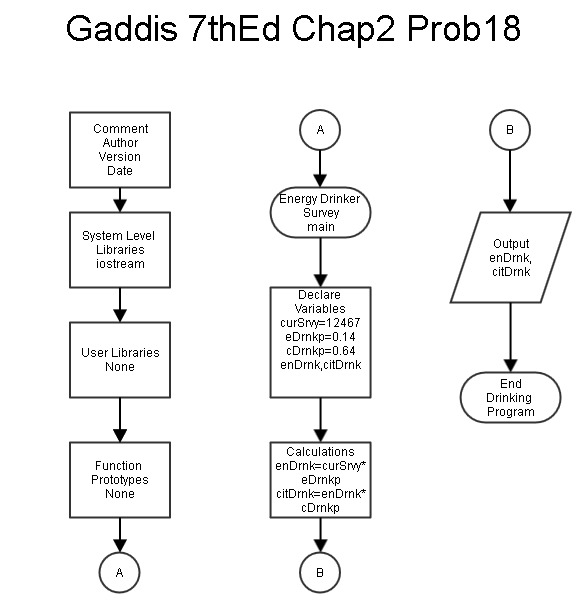 Gaddis 7thEd Chap2 Prob18
Comment
Author
Version
Date
System Level
Libraries
iostream
User Libraries
None
Function
Prototypes
None
A
A
Energy Drinker
Survey
main
Declare
Variables
curSrvy=12467
eDrnkp=0.14
cDrnkp=0.64
enDrnk,citDrnk
Calculations
enDrnk=curSrvy*
eDrnkp
citDrnk=enDrnk*
cDrnkp
B
B
Output
enDrnk,
citDrnk
End
Drinking
Program